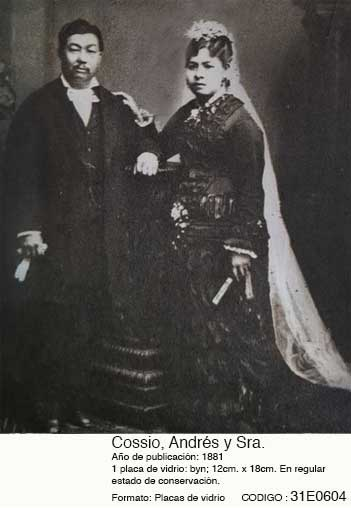 Cossio, Andrés y Sra.
Año de publicación: 1881
1 placa de vidrio: byn; 12cm. x 18cm. En regular
estado de conservación.
Formato: Placas de vidrio CODIGO : 31E0604